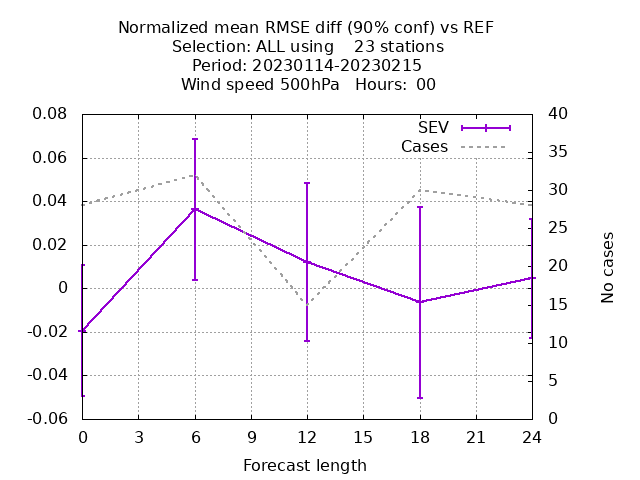 Normalized mean RMSE diff (90% conf) vs REF
Selection: ALL using    23 stations
Period: 20230114-20230215
Wind speed 500hPa   Hours:  00
SEV
Cases
0.08
0.06
0.04
0.02
0
-0.02
-0.04
-0.06
40
35
30
25
20
15
10
5
0
No cases
0 3 6 9 12 15 18 21 24
Forecast length